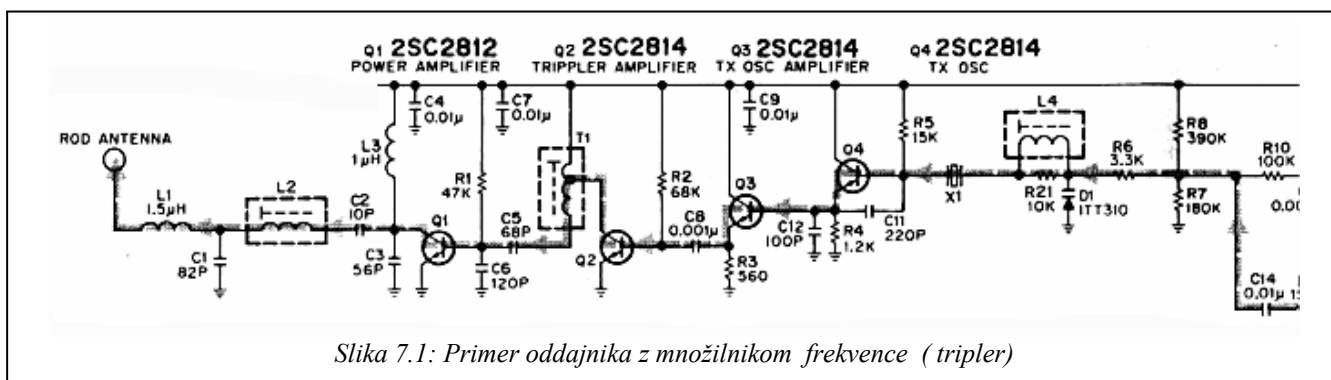 Q1 2SC2812
POWER AMPLIFIER
Q2 2SC2814
TRIPPLER AMPLIFIER
Q3 2SC2814
TX OSC AMPLIFIER
Q4 2SC2814
TX OSC
ROD ANTENNA
L1
1.5µH
C1
82P
L2
C2
10P
L3
1µH
C3
56P
C4
0.01µ
Q1
R1
47K
C5
68P
C6
120P
C7
0.01µ
T1
Q2
R2
68K
C8
0.001µ
C9
0.01µ
Q3
R3
560
C12
100P
R4
1.2K
C11
220P
Q4
R5
15K
X1
L4
R21
10K
D1
ITT310
R6
3.3K
R8
390K
R7
180K
R10
100K
C14
0.01µ
Slika 7.1: Primer oddajnika z množilnikom frekvence ( tripler)